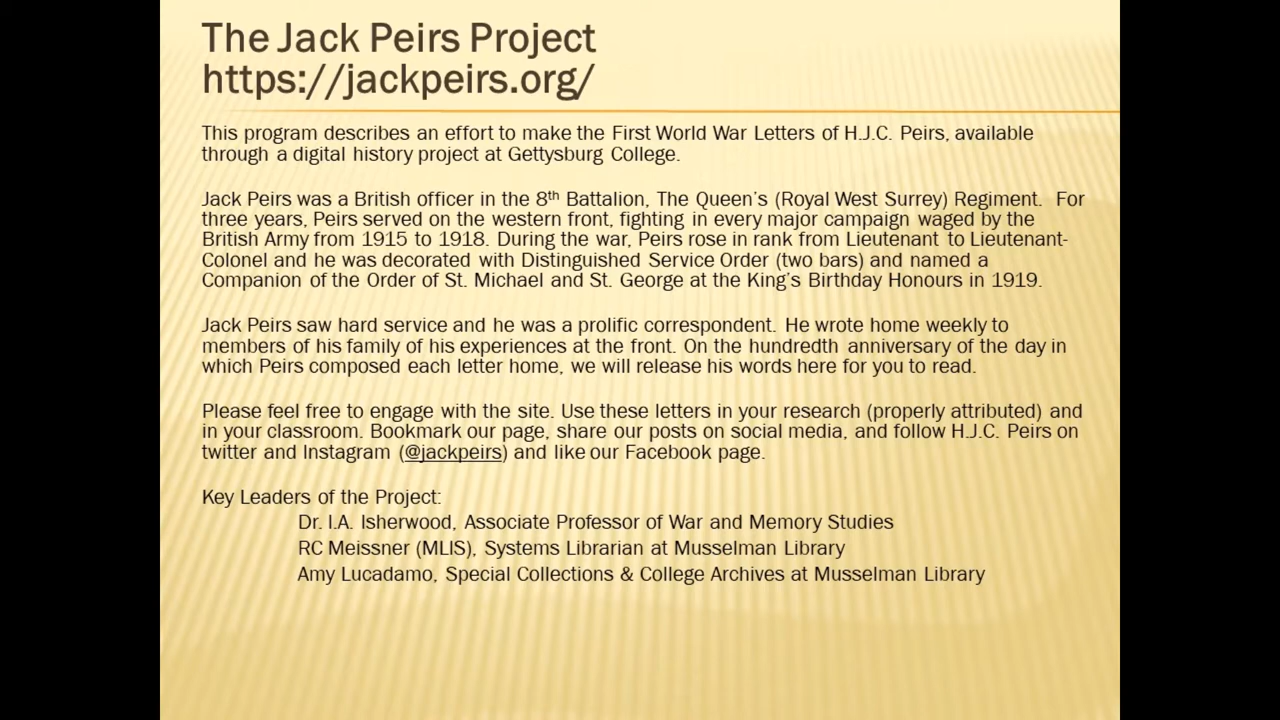 The Jack Peirs Project
https://jackpeirs.org/
This program describes an effort to make the First World War Letters of H.J.C. Peirs, available
through a digital history project at Gettysburg College.
Jack Peirs was a British officer in the 8th Battalion, The Queen's (Royal West Surrey) Regiment. For
three years, Peirs served on the western front, fighting in every major campaign waged by the
British Army from 1915 to 1918. During the war, Peirs rose in rank from Lieutenant to Lieutenant-
Colonel and he was decorated with Distinguished Service Order (two bars) and named a
Companion of the Order of St. Michael and St. George at the King's Birthday Honours in 1919.
Jack Peirs saw hard service and he was a prolific correspondent. He wrote home weekly to
members of his family of his experiences at the front. On the hundredth anniversary of the day in
which Peirs composed each letter home, we will release his words here for you to read.
Please feel free to engage with the site. Use these letters in your research (properly attributed) and
in your classroom. Bookmark our page, share our posts on social media, and follow H.J.C. Peirs on
twitter and Instagram (@jackpeirs) and like our Facebook page.
Key Leaders of the Project:
Dr. I.A. Isherwood, Associate Professor of War and Memory Studies
RC Meissner (MLIS), Systems Librarian at Musselman Library
Amy Lucadamo, Special Collections & College Archives at Musselman Library